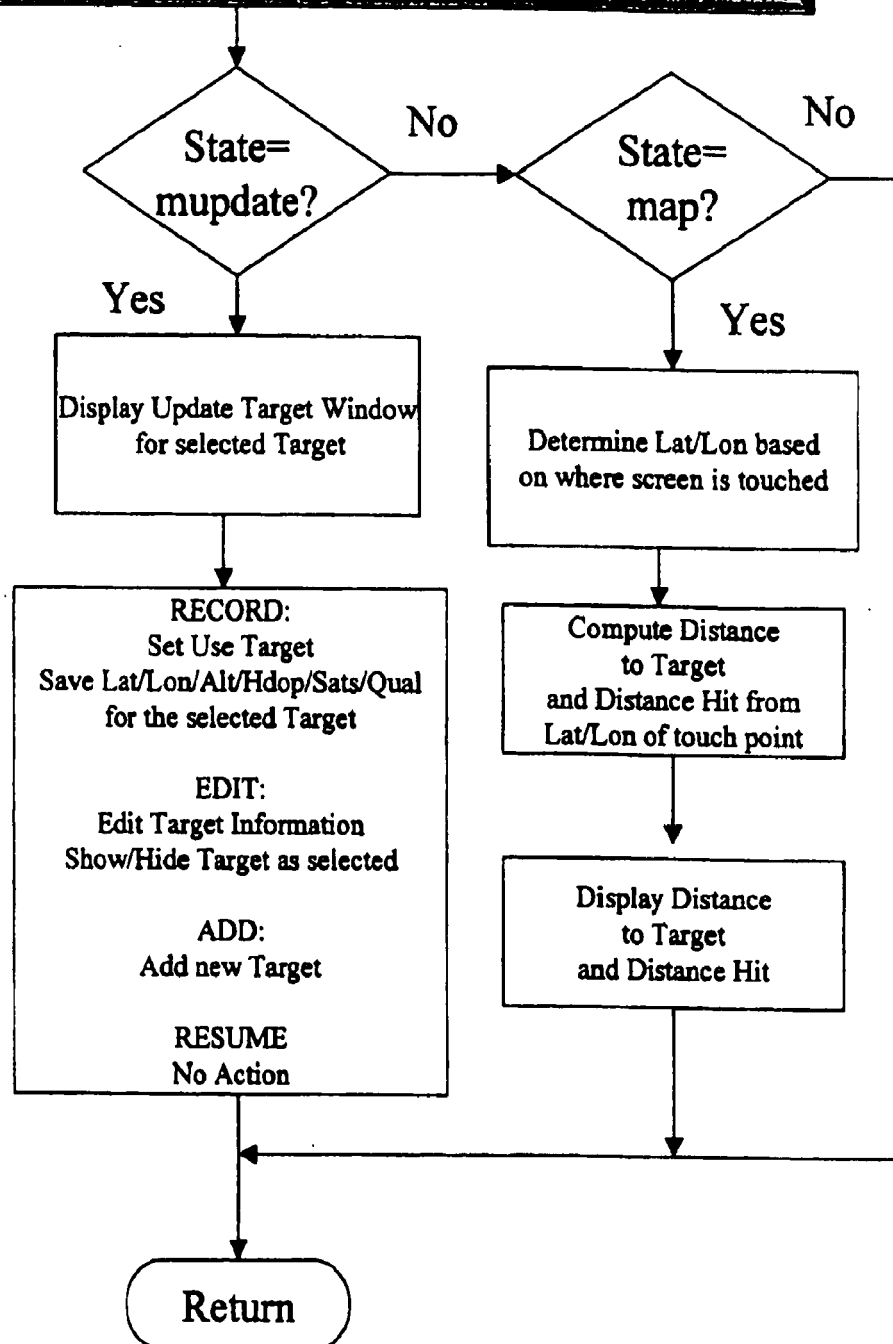 State=
mupdate?
No
State=
map?
No
Yes
Yes
Display Update Target Window
for selected Target
Determine Lat/Lon based
on where screen is touched
RECORD:
Set Use Target
Save Lat/Lon/Alt/Hdop/Sats/Qual
for the selected Target
EDIT:
Edit Target Information
Show/Hide Target as selected
ADD:
Add new Target
RESUME
No Action
Compute Distance
to Target
and Distance Hit from
Lat/Lon of touch point
Display Distance
to Target
and Distance Hit
Return